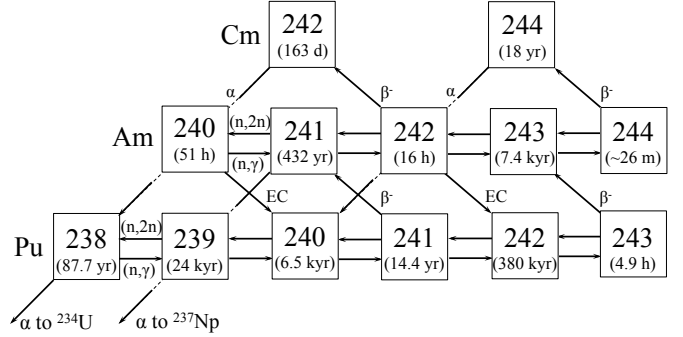 Cm
242
(163 d)
244
(18 yr)
α
β-
α
β-
Am
240
(51 h)
(n,2n)
(n,γ)
241
(432 yr)
242
(16 h)
243
(7.4 kyr)
244
(~26 m)
EC
β-
EC
β-
Pu
238
(87.7 yr)
(n,2n)
(n,γ)
239
(24 kyr)
240
(6.5 kyr)
241
(14.4 yr)
242
(380 kyr)
243
(4.9 h)
α to ²³⁴U
α to ²³⁷Np